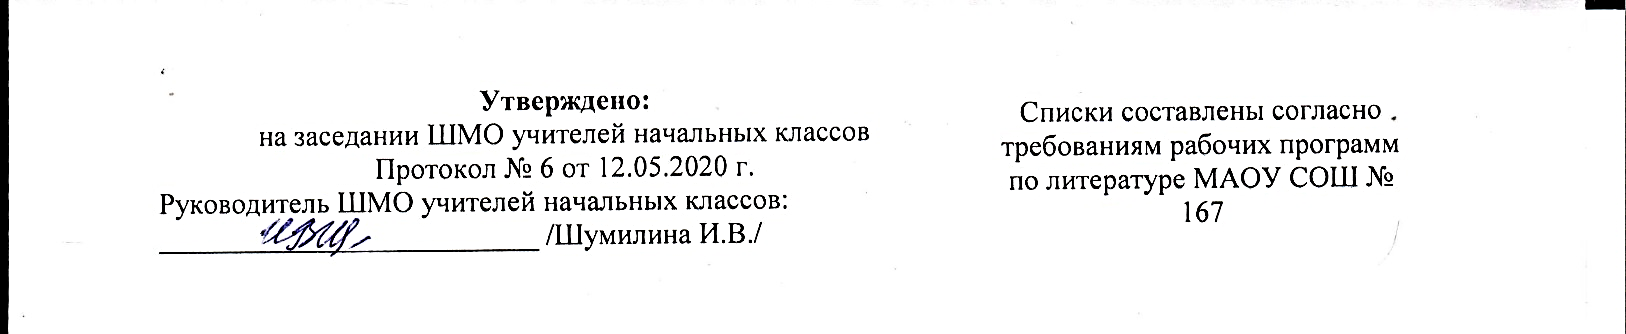 Утверждено:
на заседании ШМО учителей начальных классов
Протокол № 6 от 12.05.2020 г.
Руководитель ШМО учителей начальных классов:
/Шумилина И.В./
Списки составлены согласно
требованиям рабочих программ
по литературе МАОУ СОШ №
167